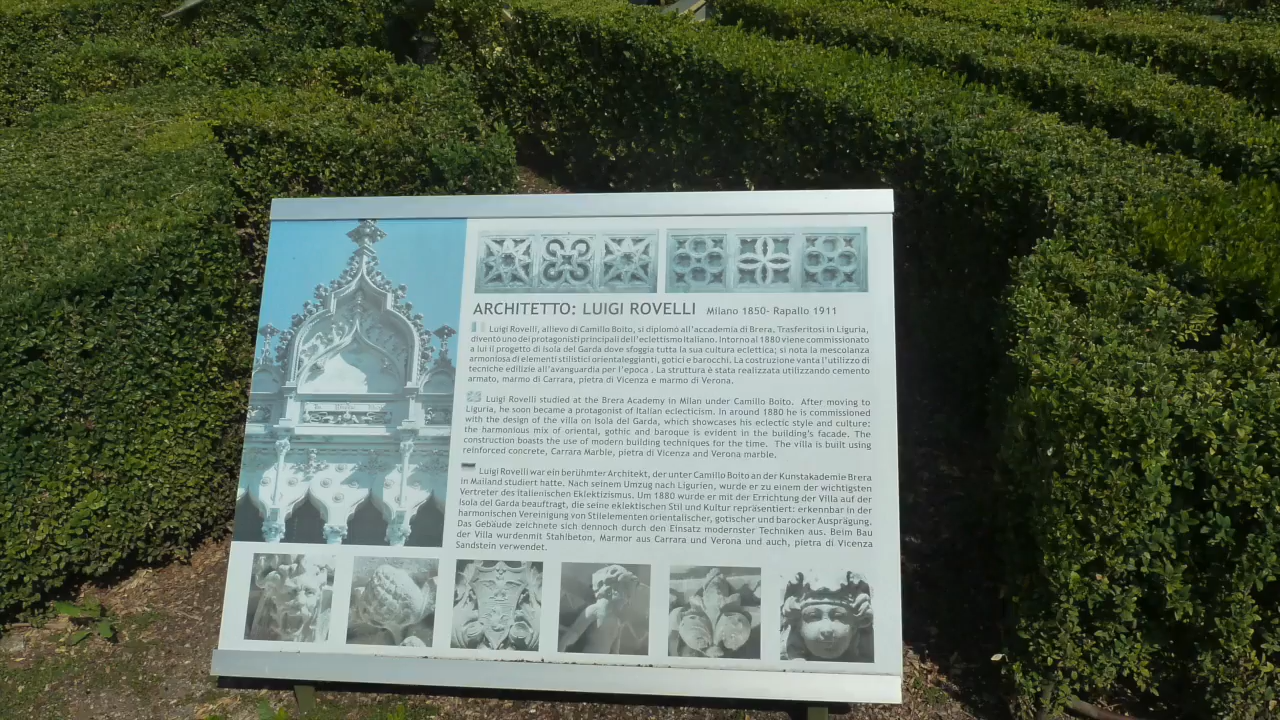 ARCHITETTO: LUIGI ROVELLI Milano 1850- Rapallo 1911
Luigi Rovelli, allievo di Camillo Boito, si diplomò all'accademia di Brera. Trasferitosi in Liguria,
diventò uno dei protagonisti principali dell'eclettismo Italiano. Intorno al 1880 viene commissionato
a lui il progetto di Isola del Garda dove sfoggia tutta la sua cultura eclettica; si nota la mescolanza
armoniosa di elementi stilistici orientaleggianti, gotici e barocchi. La costruzione vanta l'utilizzo di
tecniche edilizie all'avanguardia per l'epoca . La struttura è stata realizzata utilizzando cemento
armato, marmo di Carrara, pietra di Vicenza e marmo di Verona.
Luigi Rovelli studied at the Brera Academy in Milan under Camillo Boito. After moving to
Liguria, he soon became a protagonist of Italian eclecticism. In around 1880 he is commissioned
with the design of the villa on Isola del Garda, which showcases his eclectic style and culture:
the harmonious mix of oriental, gothic and baroque is evident in the building's facade. The
construction boasts the use of modern building techniques for the time. The villa is built using
reinforced concrete, Carrara Marble, pietra di Vicenza and Verona marble.
Luigi Rovelli war ein berühmter Architekt, der unter Camillo Boito an der Kunstakademie Brera
in Mailand studiert hatte. Nach seinem Umzug nach Ligurien, wurde er zu einem der wichtigsten
Vertreter des Italienischen Eklektizismus. Um 1880 wurde er mit der Errichtung der Villa auf der
Isola del Garda beauftragt, die seine eklektischen Stil und Kultur repräsentiert: erkennbar in der
harmonischen Vereinigung von Stilelementen orientalischer, gotischer und barocker Ausprägung.
Das Gebäude zeichnete sich dennoch durch den Einsatz modernster Techniken aus. Beim Bau
der Villa wurdenmit Stahlbeton, Marmor aus Carrara und Verona und auch, pietra di Vicenza
Sandstein verwendet.